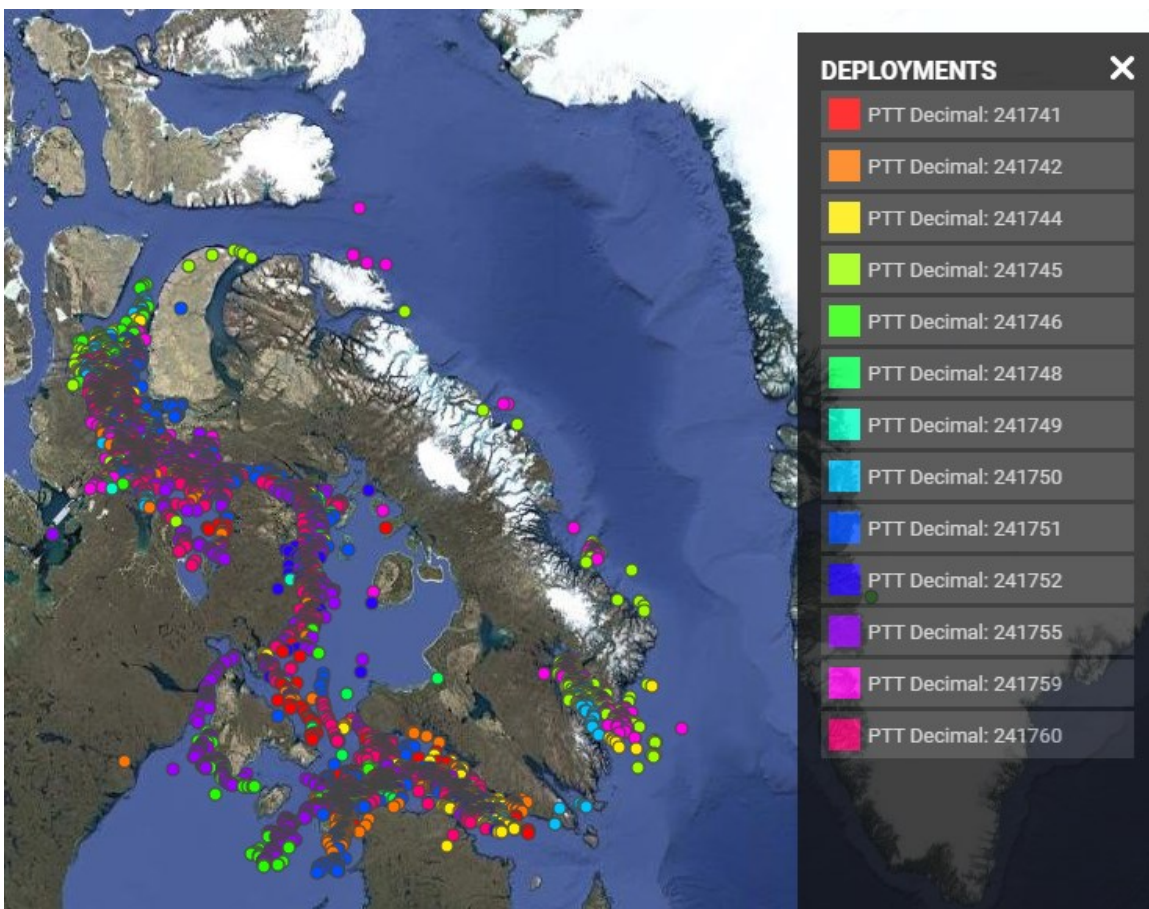 DEPLOYMENTS
PTT Decimal: 241741
PTT Decimal: 241742
PTT Decimal: 241744
PTT Decimal: 241745
PTT Decimal: 241746
PTT Decimal: 241748
PTT Decimal: 241749
PTT Decimal: 241750
PTT Decimal: 241751
PTT Decimal: 241752
PTT Decimal: 241755
PTT Decimal: 241759
PTT Decimal: 241760